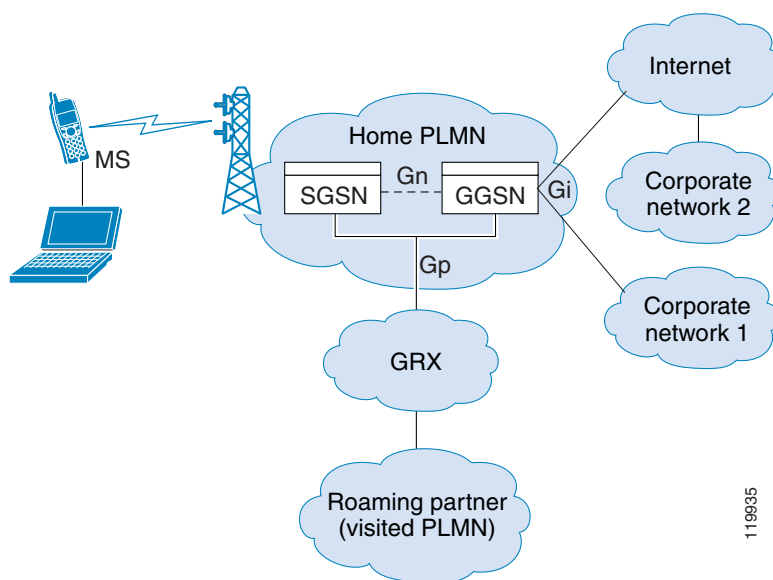 Internet
MS
Home PLMN
SGSN
Gn
GGSN
Gi
Corporate
network 2
Gp
Corporate
network 1
GRX
Roaming partner
(visited PLMN)
119935